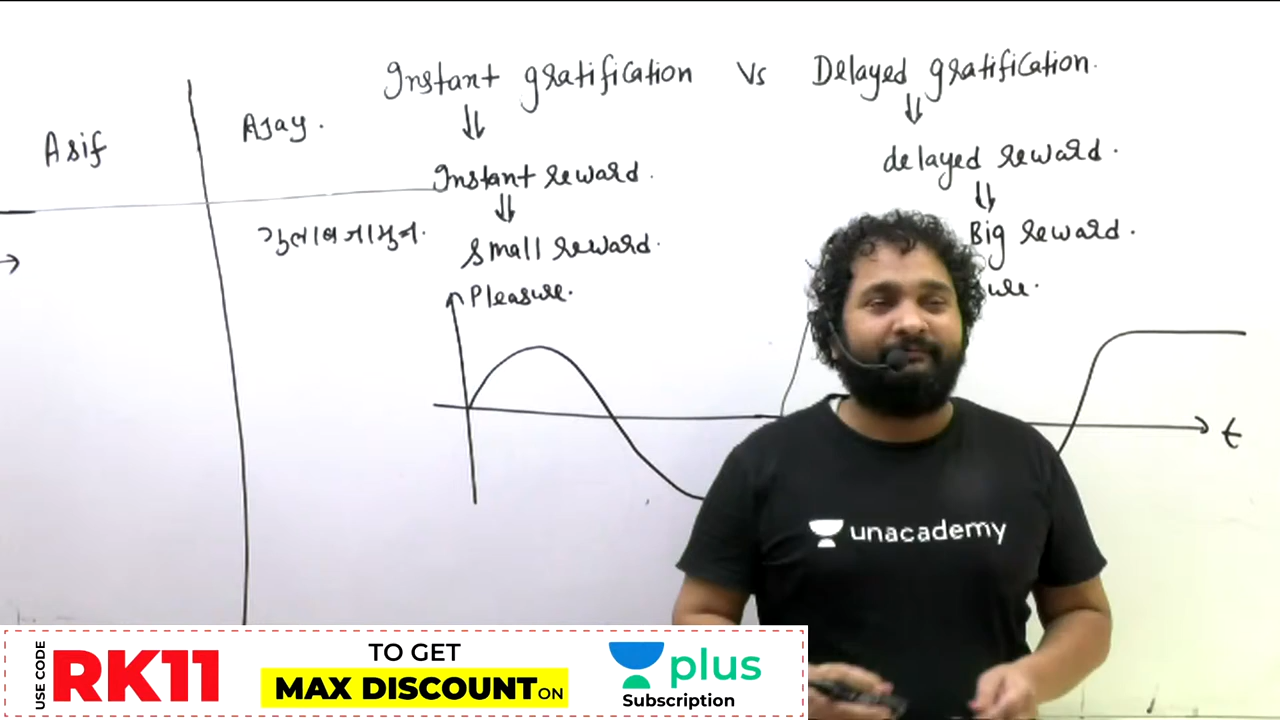 Instant gratification Vs Delayed gratification.
Asif
Ajay.
Instant reward.
delayed reward.
small reward.
Big reward.
Pleasure.
ure.
t
unacademy
USE CODE
RK11
TO GET
MAX DISCOUNT ON
plus
Subscription